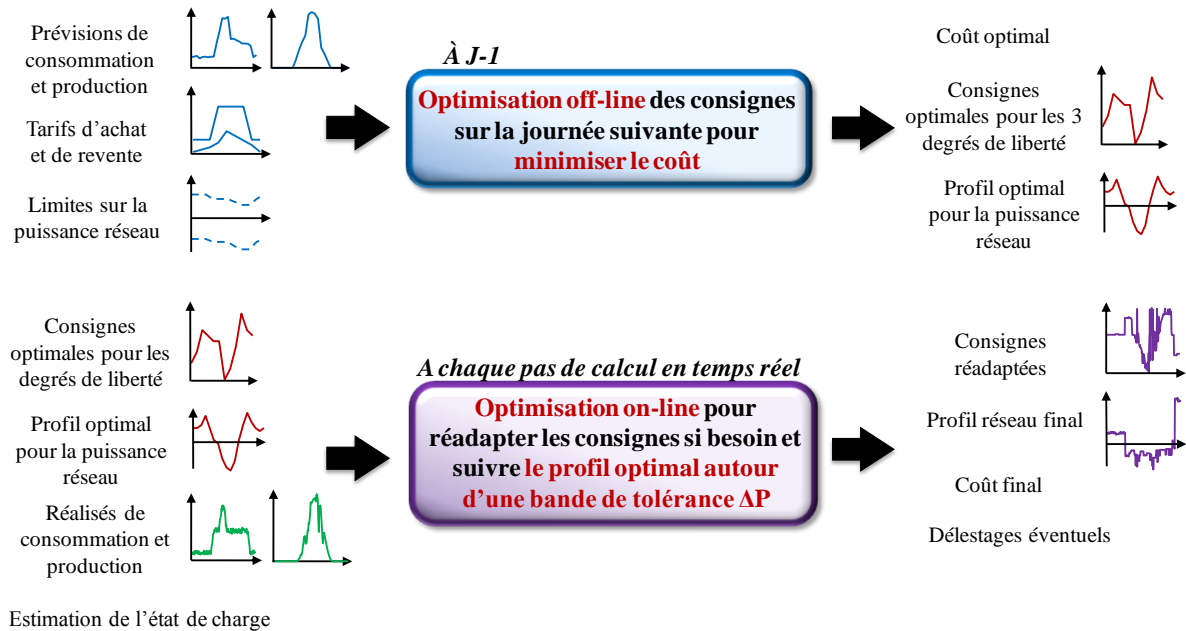 Prévisions de
consommation
et production
Tarifs d'achat
et de revente
Limites sur la
puissance réseau
À J-1
Optimisation off-line des consignes
sur la journée suivante pour
minimiser le coût
Coût optimal
Consignes
optimales pour les 3
degrés de liberté
Profil optimal
pour la puissance
réseau
Consignes
optimales pour les
degrés de liberté
Profil optimal
pour la puissance
réseau
Réalisés de
consommation et
production
Estimation de l'état de charge
A chaque pas de calcul en temps réel
Optimisation on-line pour
réadapter les consignes si besoin et
suivre le profil optimal autour
d'une bande de tolérance ΔP
Consignes
réadaptées
Profil réseau final
Coût final
Délestages éventuels